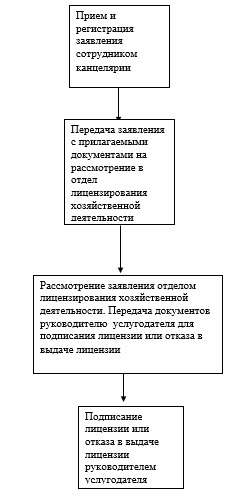 Прием и
регистрация
заявления
сотрудником
канцелярии
Передача заявления
с прилагаемыми
документами на
рассмотрение в
отдел
лицензирования
хозяйственной
деятельности
Рассмотрение заявления отделом
лицензирования хозяйственной
деятельности. Передача документов
руководителю услугодателя для
подписания лицензии или отказа в
выдаче лицензии
Подписание
лицензии или
отказа в выдаче
лицензии
руководителем
услугодателя